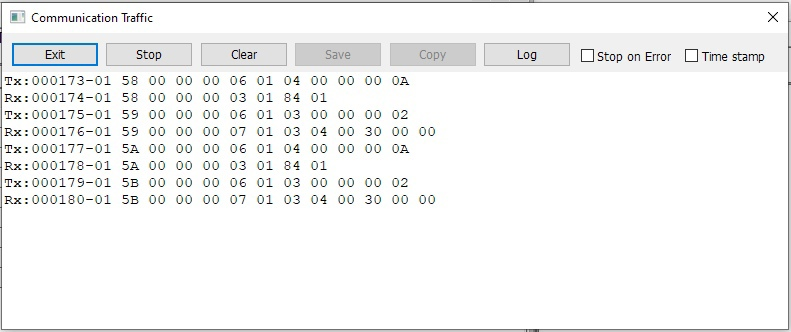 Communication Traffic
Exit Stop Clear Save Copy Log Stop on Error Time stamp
Tx:000173-01 58 00 00 00 06 01 04 00 00 00 0A
Rx:000174-01 58 00 00 00 03 01 84 01
Tx:000175-01 59 00 00 00 06 01 03 00 00 00 02
Rx:000176-01 59 00 00 00 07 01 03 04 00 30 00 00
Tx:000177-01 5A 00 00 00 06 01 04 00 00 00 0A
Rx:000178-01 5A 00 00 00 03 01 84 01
Tx:000179-01 5B 00 00 00 06 01 03 00 00 00 02
Rx:000180-01 5B 00 00 00 07 01 03 04 00 30 00 00